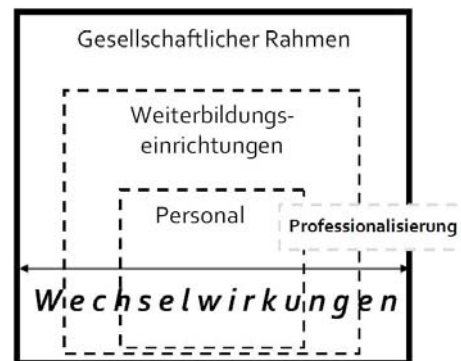 Gesellschaftlicher Rahmen
Weiterbildungs-
einrichtungen
Personal
Professionalisierung
Wechselwirkungen